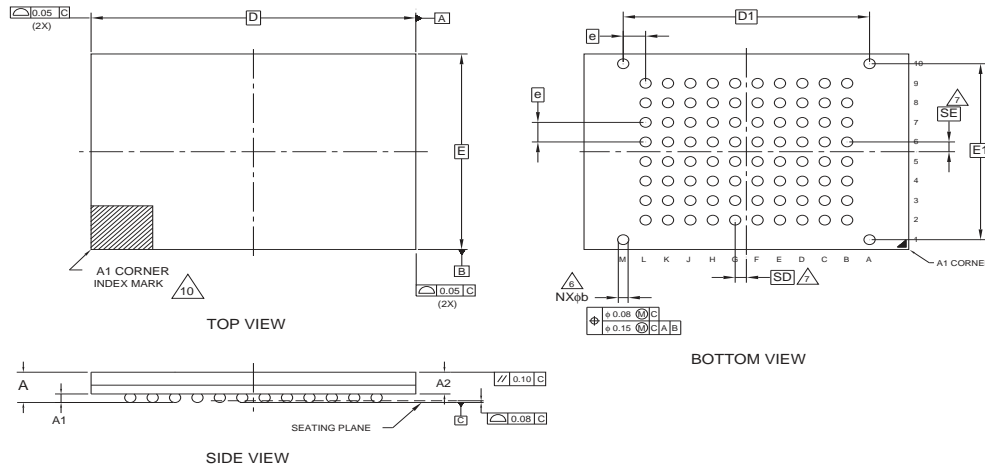 ⌓ 0.05 C
(2X)
D
A
E
B
A1 CORNER
INDEX MARK
10
⌓ 0.05 C
(2X)
TOP VIEW
D1
e
e
10
9
8
7
6
5
4
3
2
1
7
SE
E1
M L K J H G F E D C B A
A1 CORNE
SD
7
6
NXϕb
⌖ ϕ 0.08 Ⓜ C
ϕ 0.15 Ⓜ C A B
BOTTOM VIEW
A
A1
A2
// 0.10 C
C
⌓ 0.08 C
SEATING PLANE
SIDE VIEW